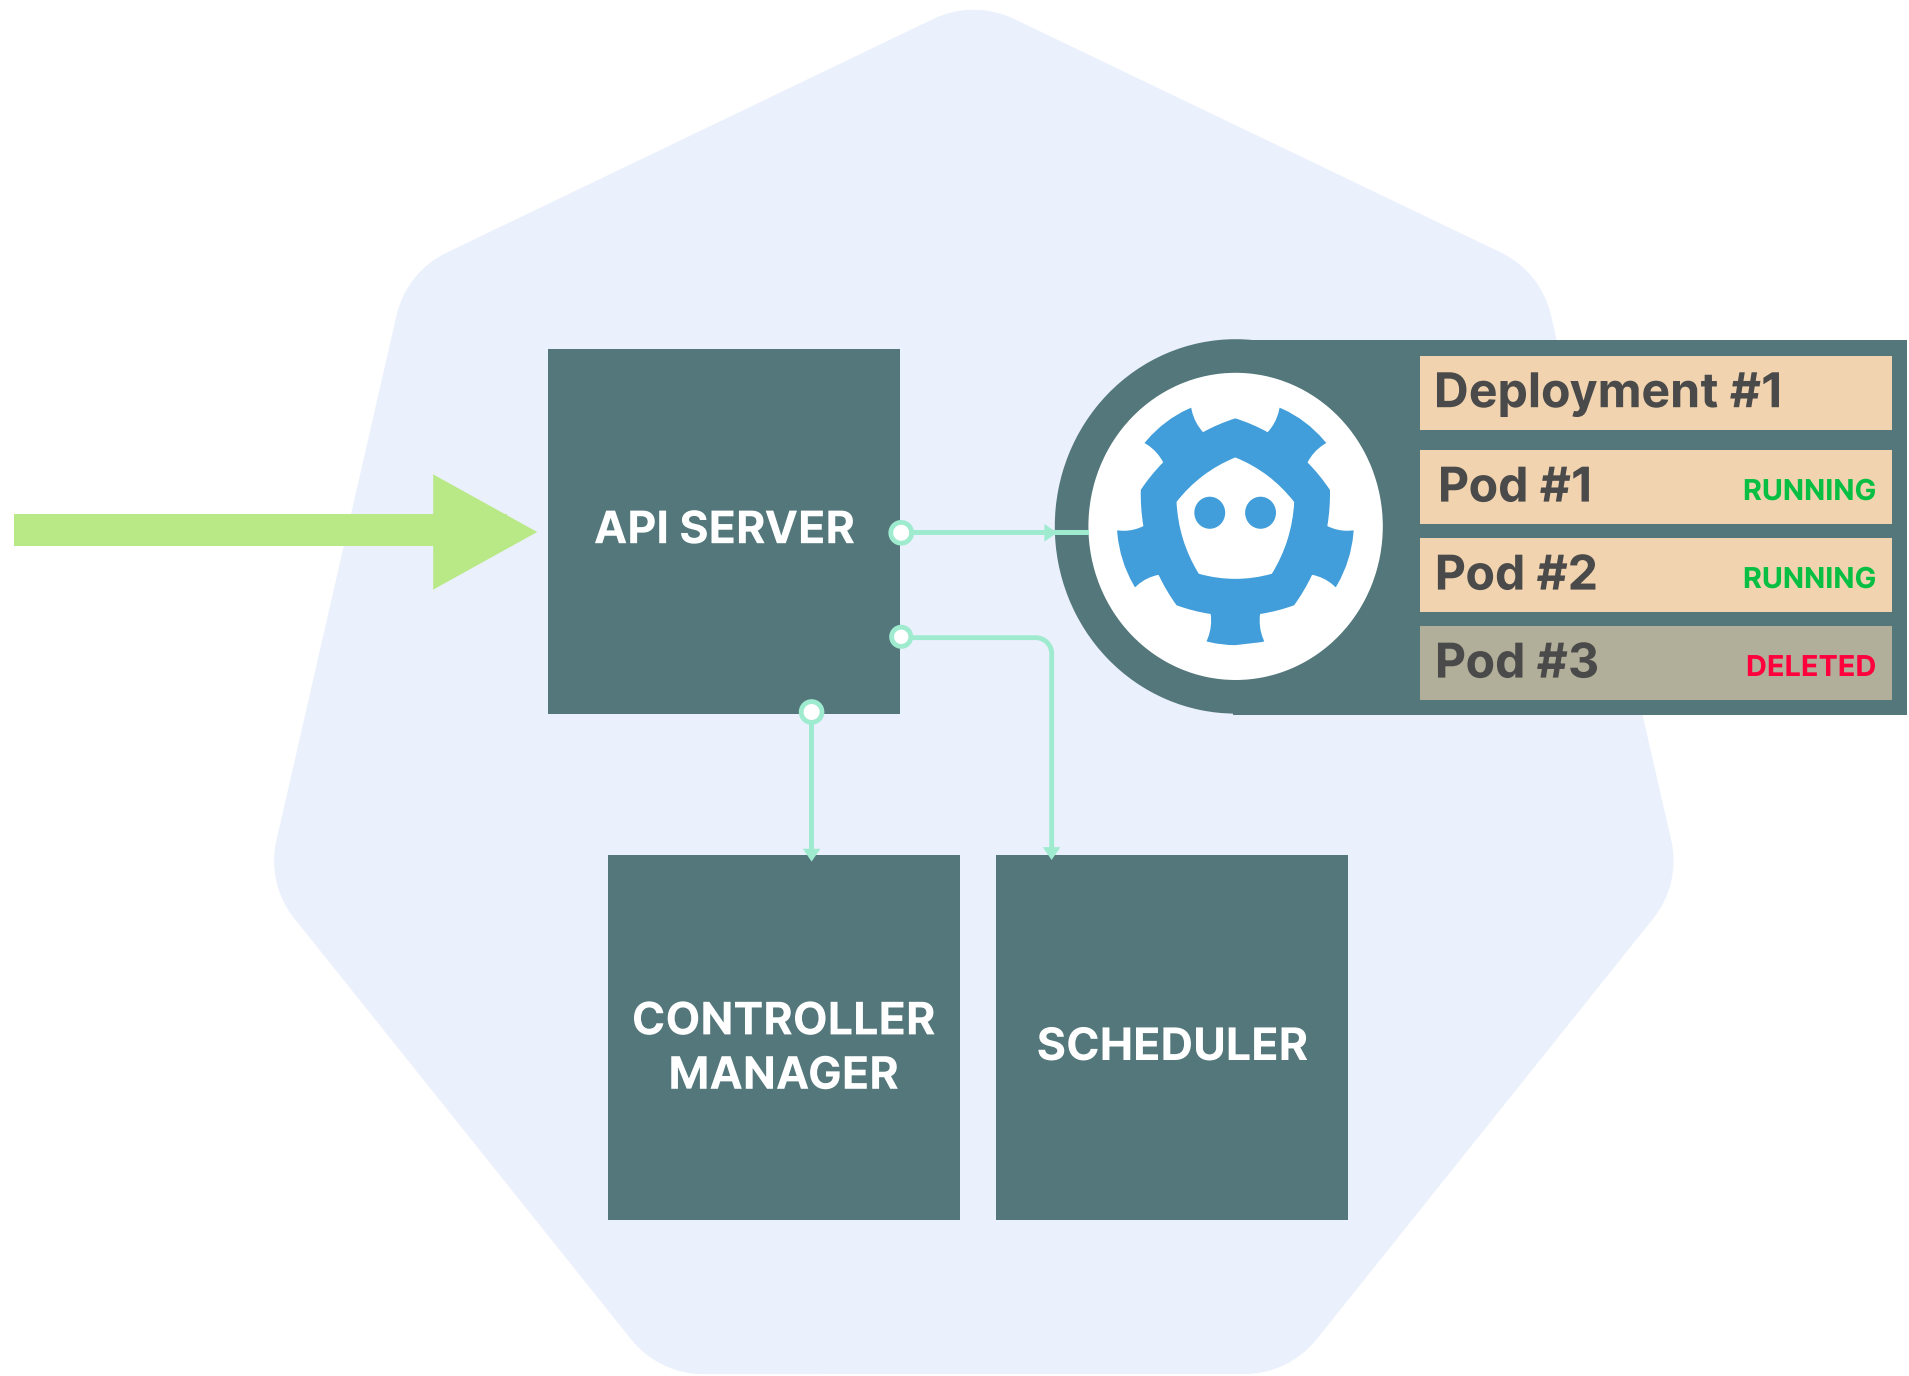 API SERVER
Deployment #1
Pod #1 RUNNING
Pod #2 RUNNING
Pod #3 DELETED
CONTROLLER
MANAGER
SCHEDULER